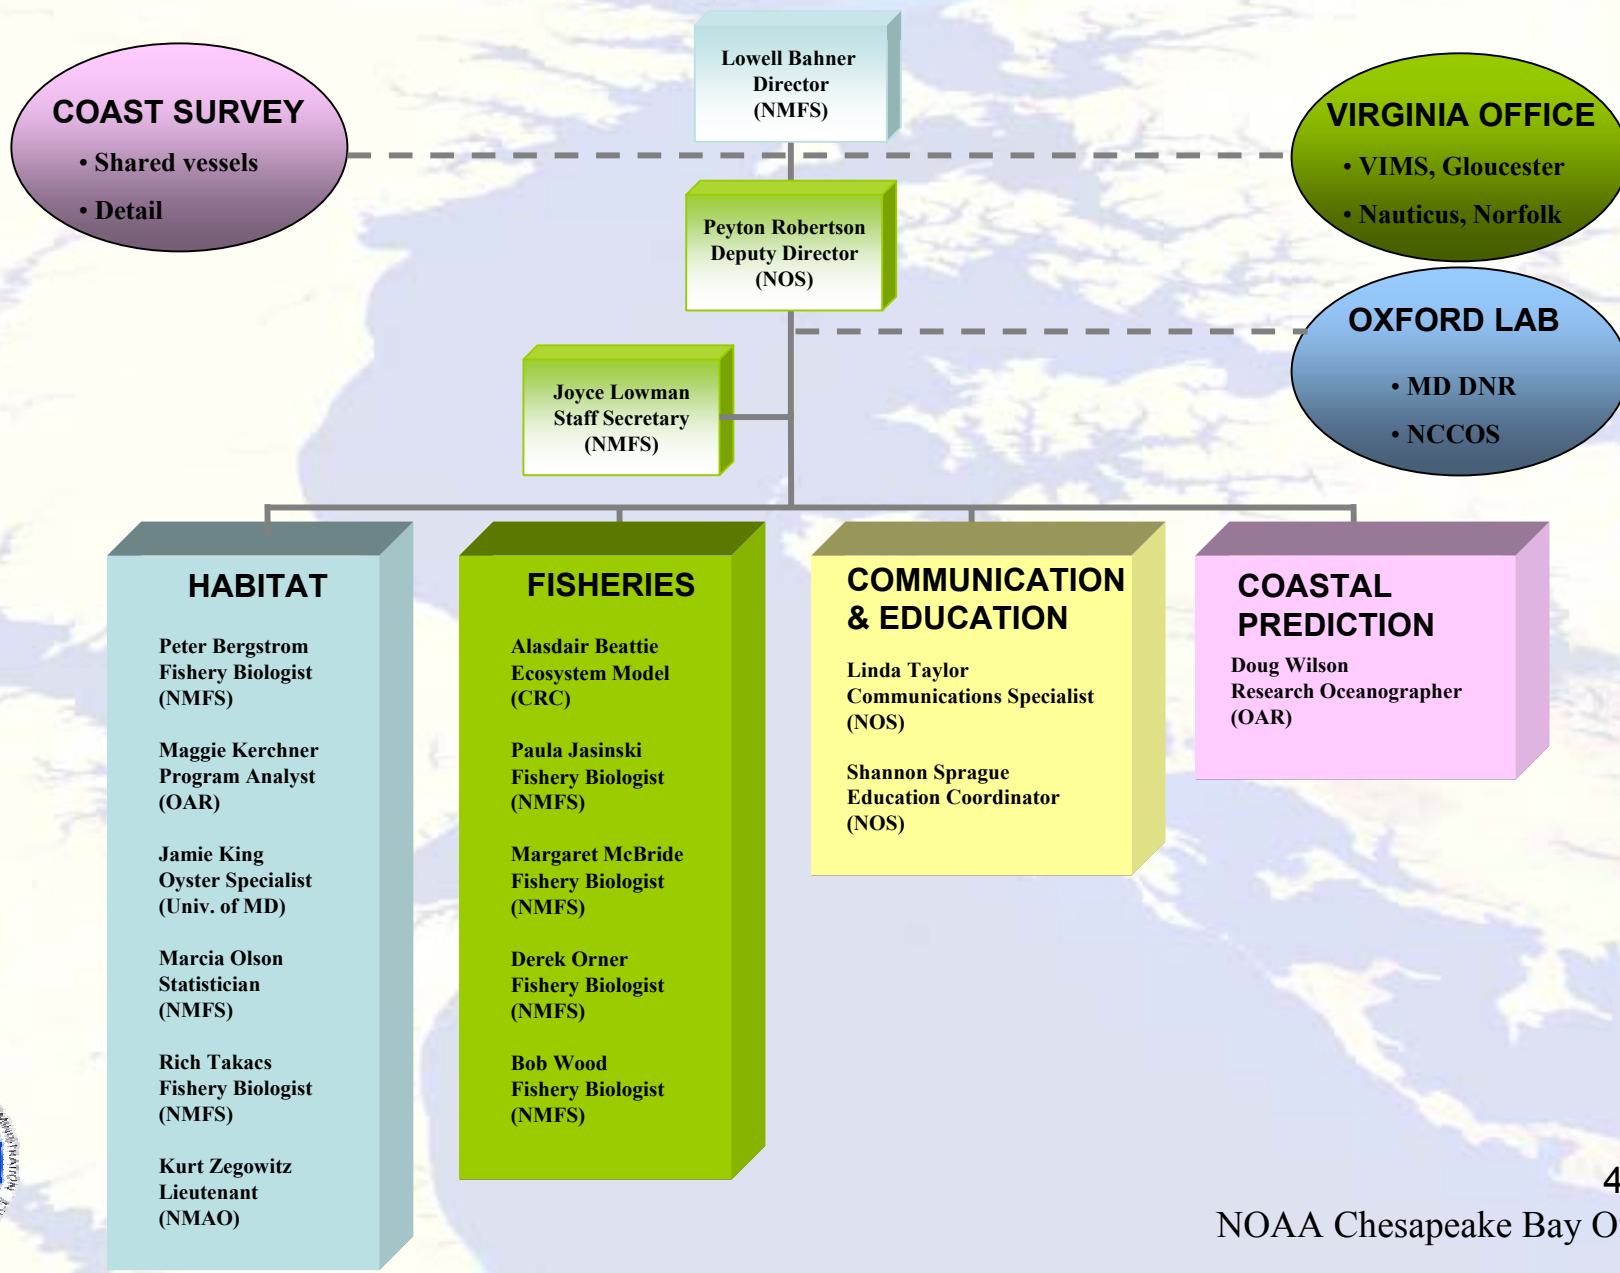 Lowell Bahner
Director
(NMFS)
COAST SURVEY
• Shared vessels
• Detail
VIRGINIA OFFICE
• VIMS, Gloucester
• Nauticus, Norfolk
Peyton Robertson
Deputy Director
(NOS)
OXFORD LAB
• MD DNR
• NCCOS
Joyce Lowman
Staff Secretary
(NMFS)
HABITAT
Peter Bergstrom
Fishery Biologist
(NMFS)
Maggie Kerchner
Program Analyst
(OAR)
Jamie King
Oyster Specialist
(Univ. of MD)
Marcia Olson
Statistician
(NMFS)
Rich Takacs
Fishery Biologist
(NMFS)
Kurt Zegowitz
Lieutenant
(NMAO)
FISHERIES
Alasdair Beattie
Ecosystem Model
(CRC)
Paula Jasinski
Fishery Biologist
(NMFS)
Margaret McBride
Fishery Biologist
(NMFS)
Derek Orner
Fishery Biologist
(NMFS)
Bob Wood
Fishery Biologist
(NMFS)
COMMUNICATION
& EDUCATION
Linda Taylor
Communications Specialist
(NOS)
Shannon Sprague
Education Coordinator
(NOS)
COASTAL
PREDICTION
Doug Wilson
Research Oceanographer
(OAR)
4
NOAA Chesapeake Bay O